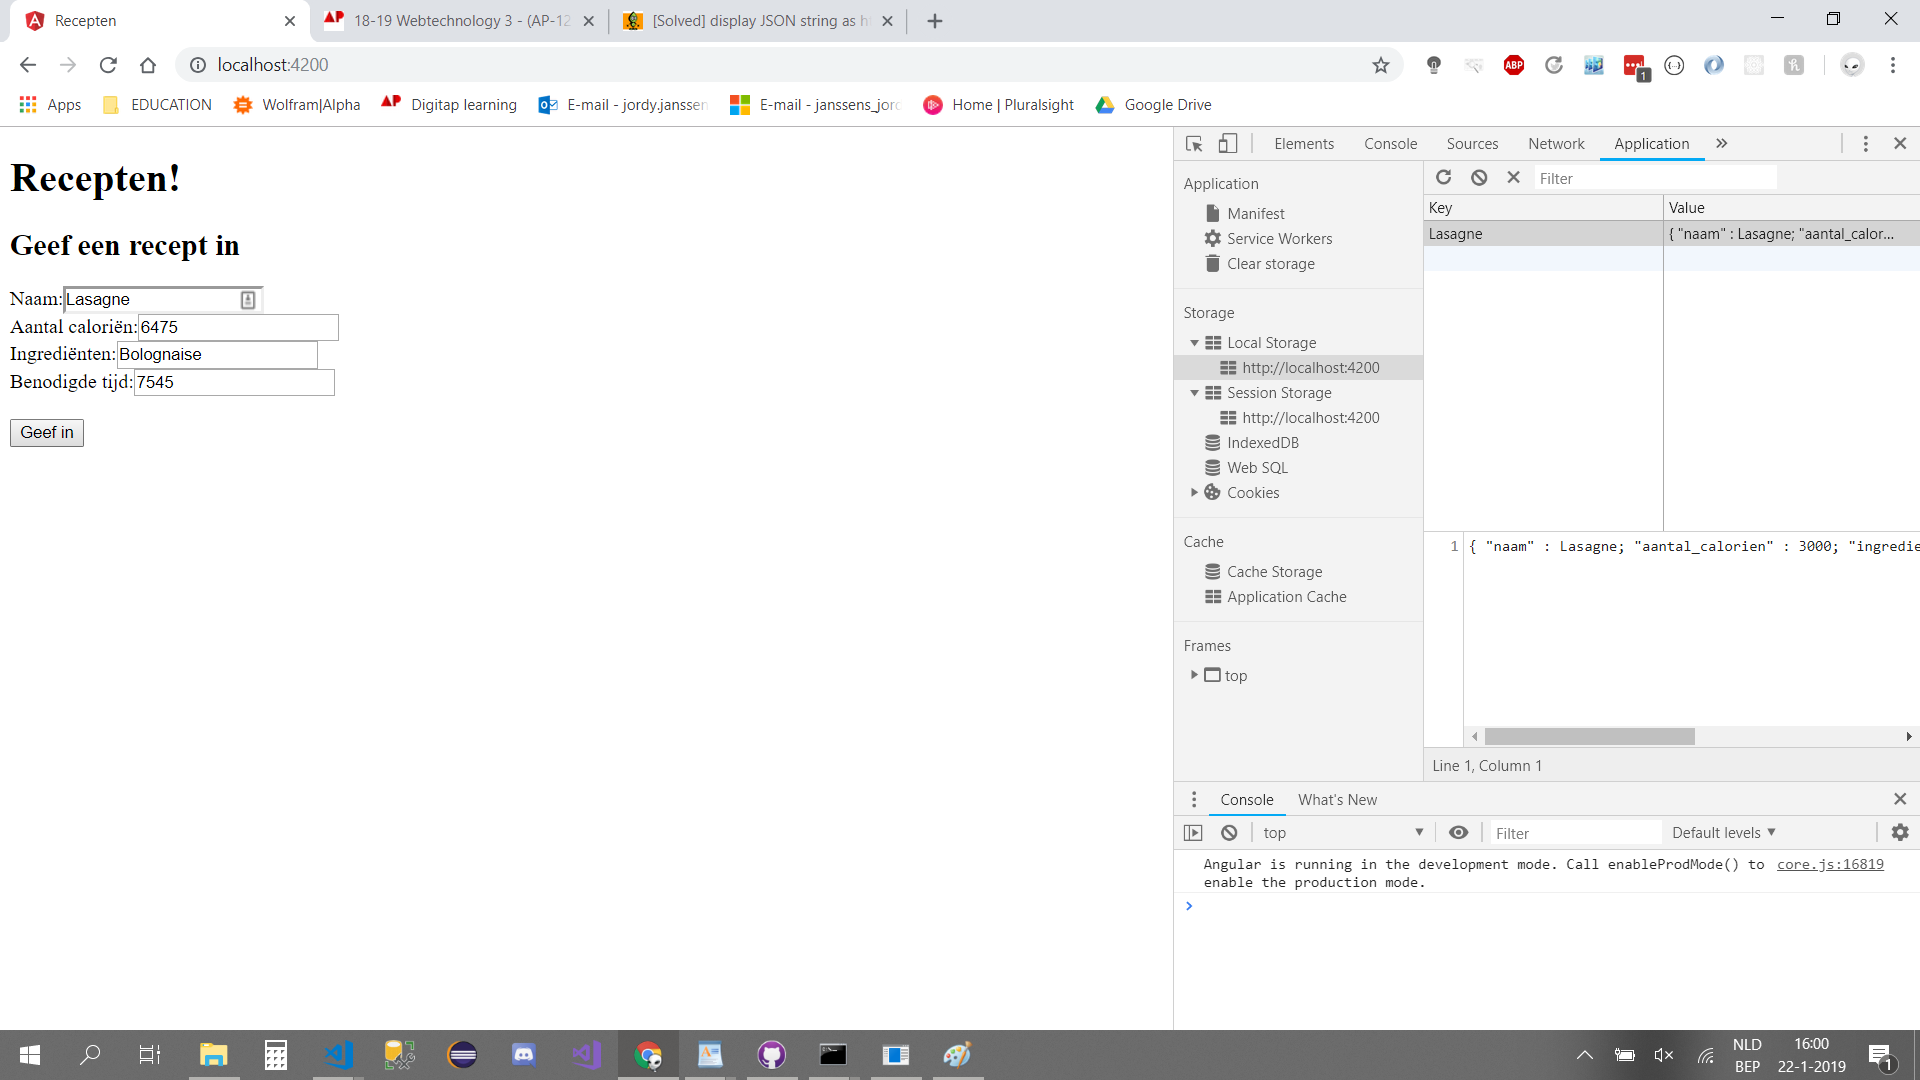 Recepten
18-19 Webtechnology 3 - (AP-12
[Solved] display JSON string as h
localhost:4200
ABP
1
Apps
EDUCATION
Wolfram|Alpha
Digitap learning
E-mail - jordy.janssen
E-mail - janssens_jor
Home | Pluralsight
Google Drive
Recepten!
Geef een recept in
Naam: Lasagne
Aantal caloriën: 6475
Ingrediënten: Bolognaise
Benodigde tijd: 7545
Geef in
Elements Console Sources Network Application
Application
Manifest
Service Workers
Clear storage
Storage
Local Storage
http://localhost:4200
Session Storage
http://localhost:4200
IndexedDB
Web SQL
Cookies
Cache
Cache Storage
Application Cache
Frames
top
Filter
Key Value
Lasagne { "naam" : Lasagne; "aantal_calor...
1 { "naam" : Lasagne; "aantal_calorien" : 3000; "ingredie
Line 1, Column 1
Console What's New
top Filter Default levels
Angular is running in the development mode. Call enableProdMode() to core.js:16819
enable the production mode.
NLD
BEP
16:00
22-1-2019
1